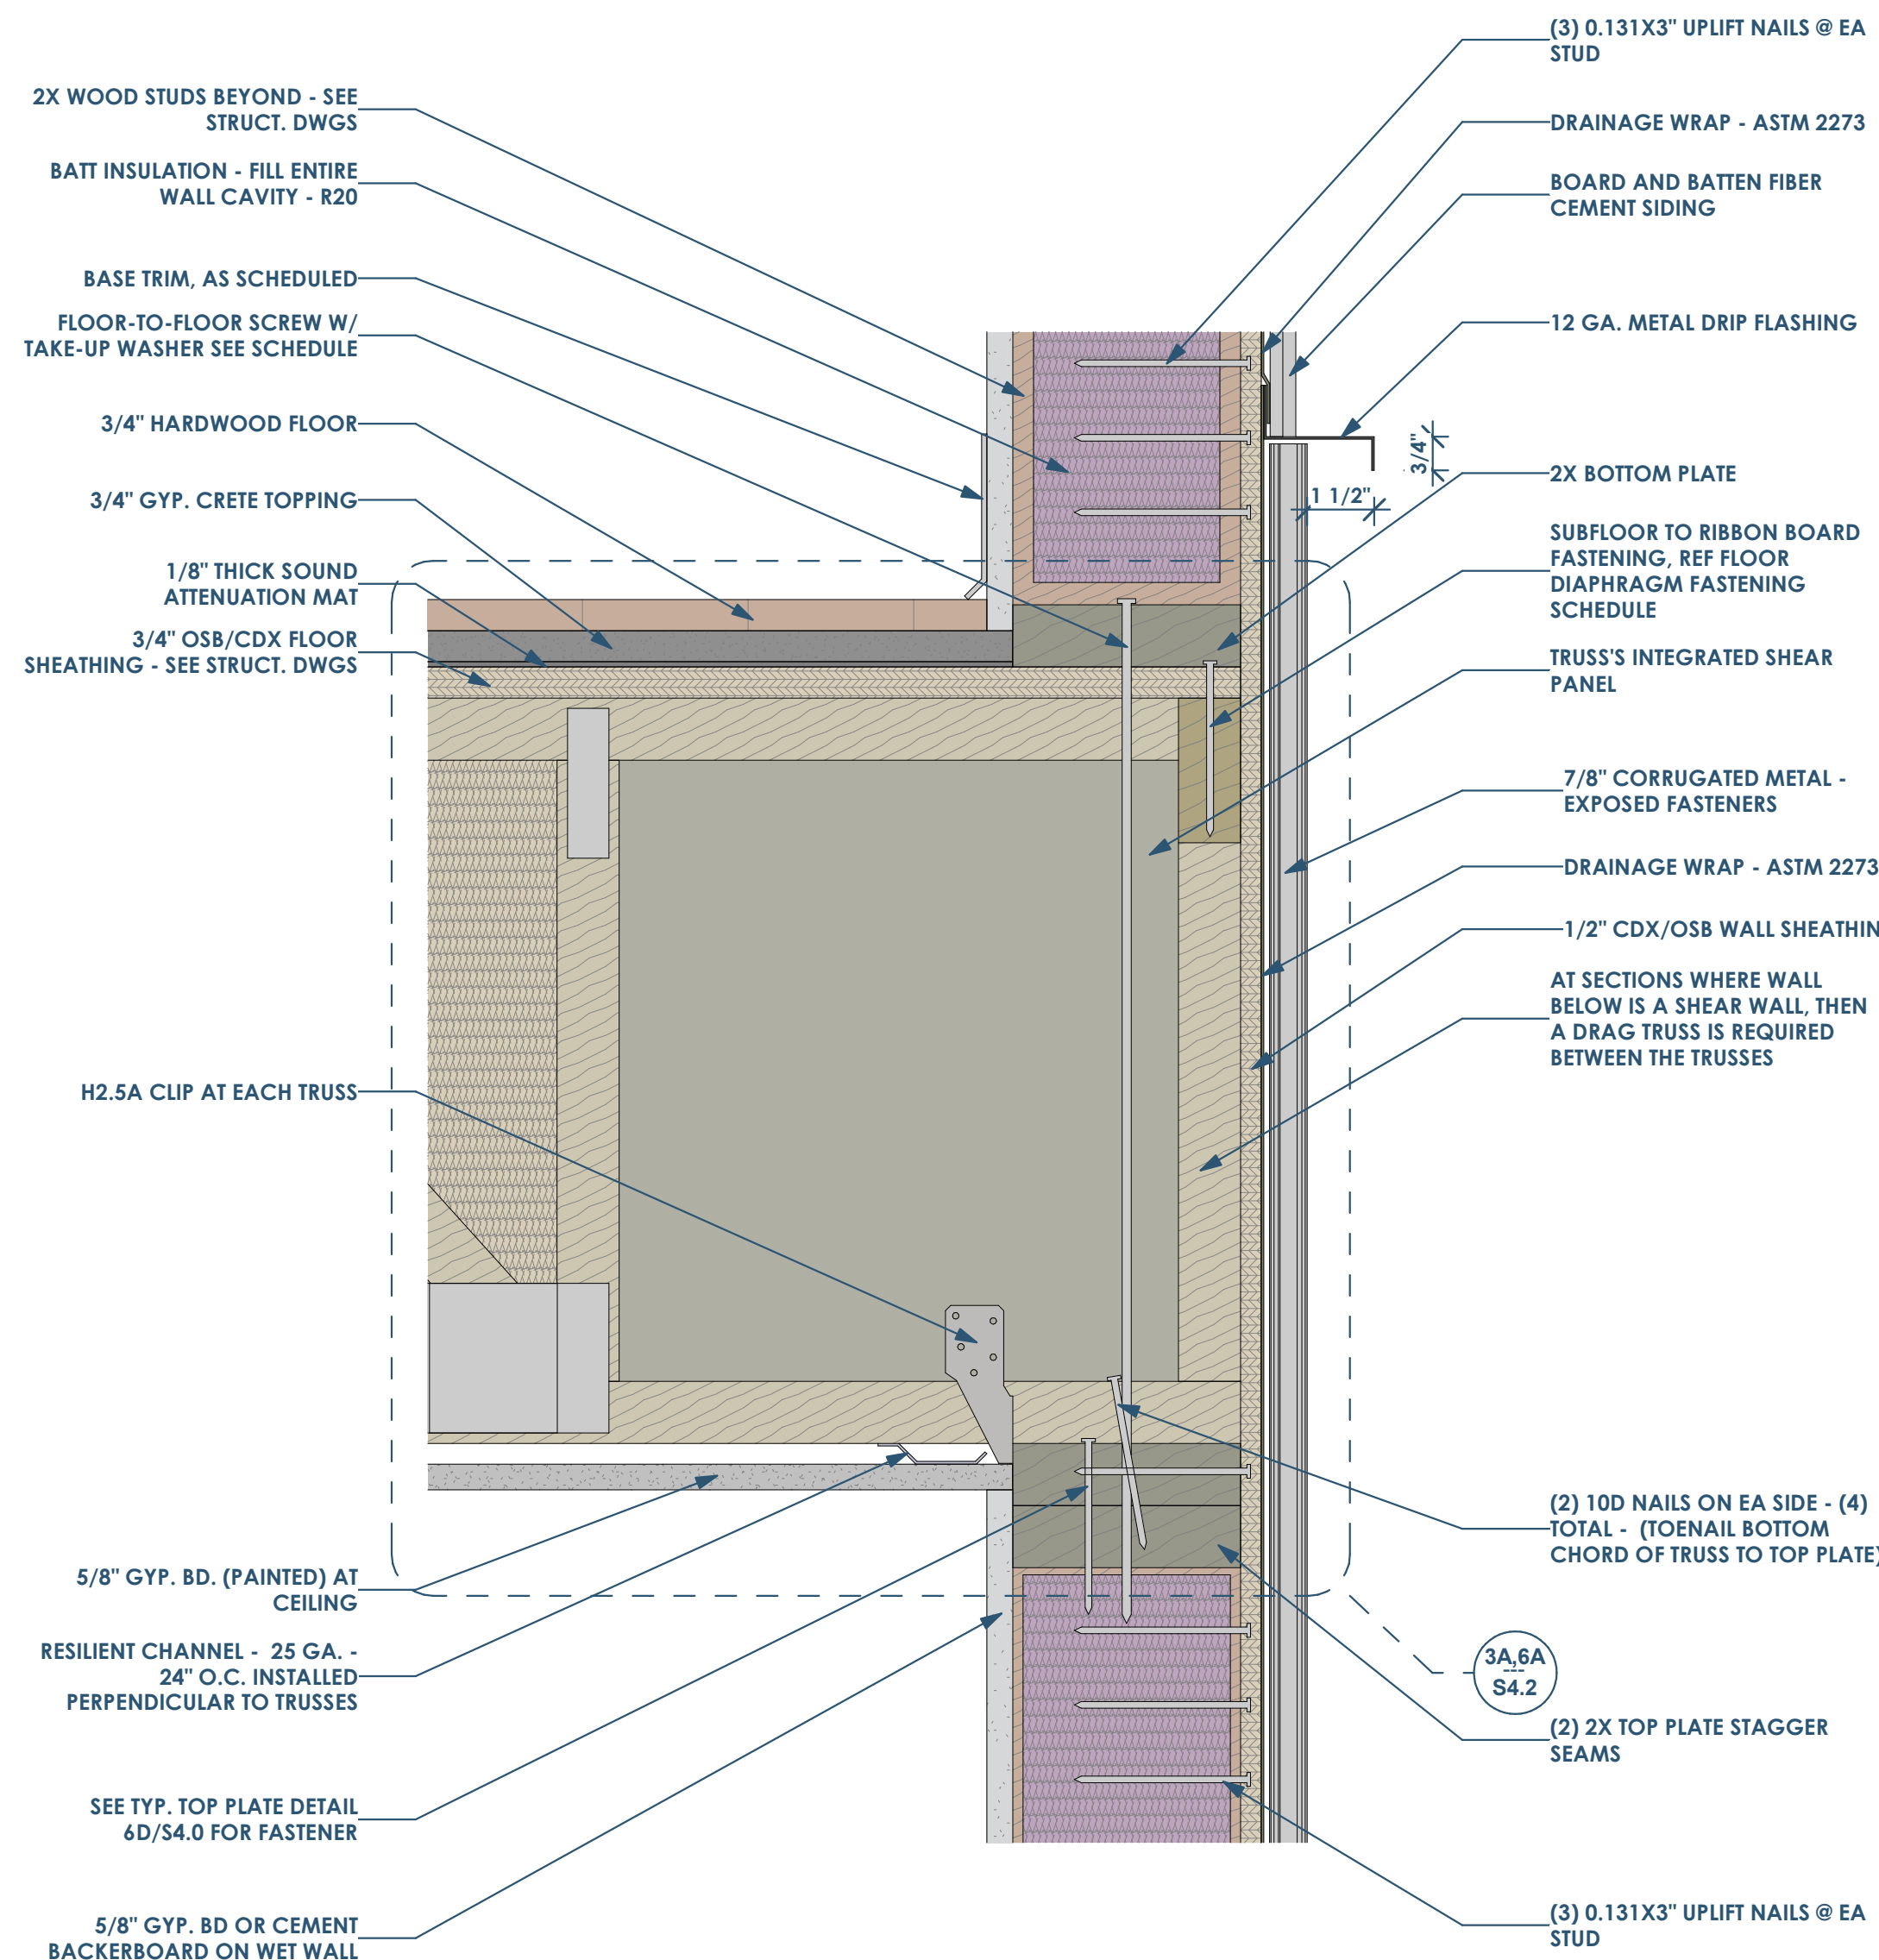 2X WOOD STUDS BEYOND - SEE
STRUCT. DWGS
BATT INSULATION - FILL ENTIRE
WALL CAVITY - R20
BASE TRIM, AS SCHEDULED
FLOOR-TO-FLOOR SCREW W/
TAKE-UP WASHER SEE SCHEDULE
3/4" HARDWOOD FLOOR
3/4" GYP. CRETE TOPPING
1/8" THICK SOUND
ATTENUATION MAT
3/4" OSB/CDX FLOOR
SHEATHING - SEE STRUCT. DWGS
H2.5A CLIP AT EACH TRUSS
5/8" GYP. BD. (PAINTED) AT
CEILING
RESILIENT CHANNEL - 25 GA. -
24" O.C. INSTALLED
PERPENDICULAR TO TRUSSES
SEE TYP. TOP PLATE DETAIL
6D/S4.0 FOR FASTENER
5/8" GYP. BD OR CEMENT
BACKERBOARD ON WET WALL
(3) 0.131X3" UPLIFT NAILS @ EA
STUD
DRAINAGE WRAP - ASTM 2273
BOARD AND BATTEN FIBER
CEMENT SIDING
12 GA. METAL DRIP FLASHING
3/4"
1 1/2"
2X BOTTOM PLATE
SUBFLOOR TO RIBBON BOARD
FASTENING, REF FLOOR
DIAPHRAGM FASTENING
SCHEDULE
TRUSS'S INTEGRATED SHEAR
PANEL
7/8" CORRUGATED METAL -
EXPOSED FASTENERS
DRAINAGE WRAP - ASTM 2273
1/2" CDX/OSB WALL SHEATHIN
AT SECTIONS WHERE WALL
BELOW IS A SHEAR WALL, THEN
A DRAG TRUSS IS REQUIRED
BETWEEN THE TRUSSES
(2) 10D NAILS ON EA SIDE - (4)
TOTAL - (TOENAIL BOTTOM
CHORD OF TRUSS TO TOP PLATE)
3A,6A
---
S4.2
(2) 2X TOP PLATE STAGGER
SEAMS
(3) 0.131X3" UPLIFT NAILS @ EA
STUD